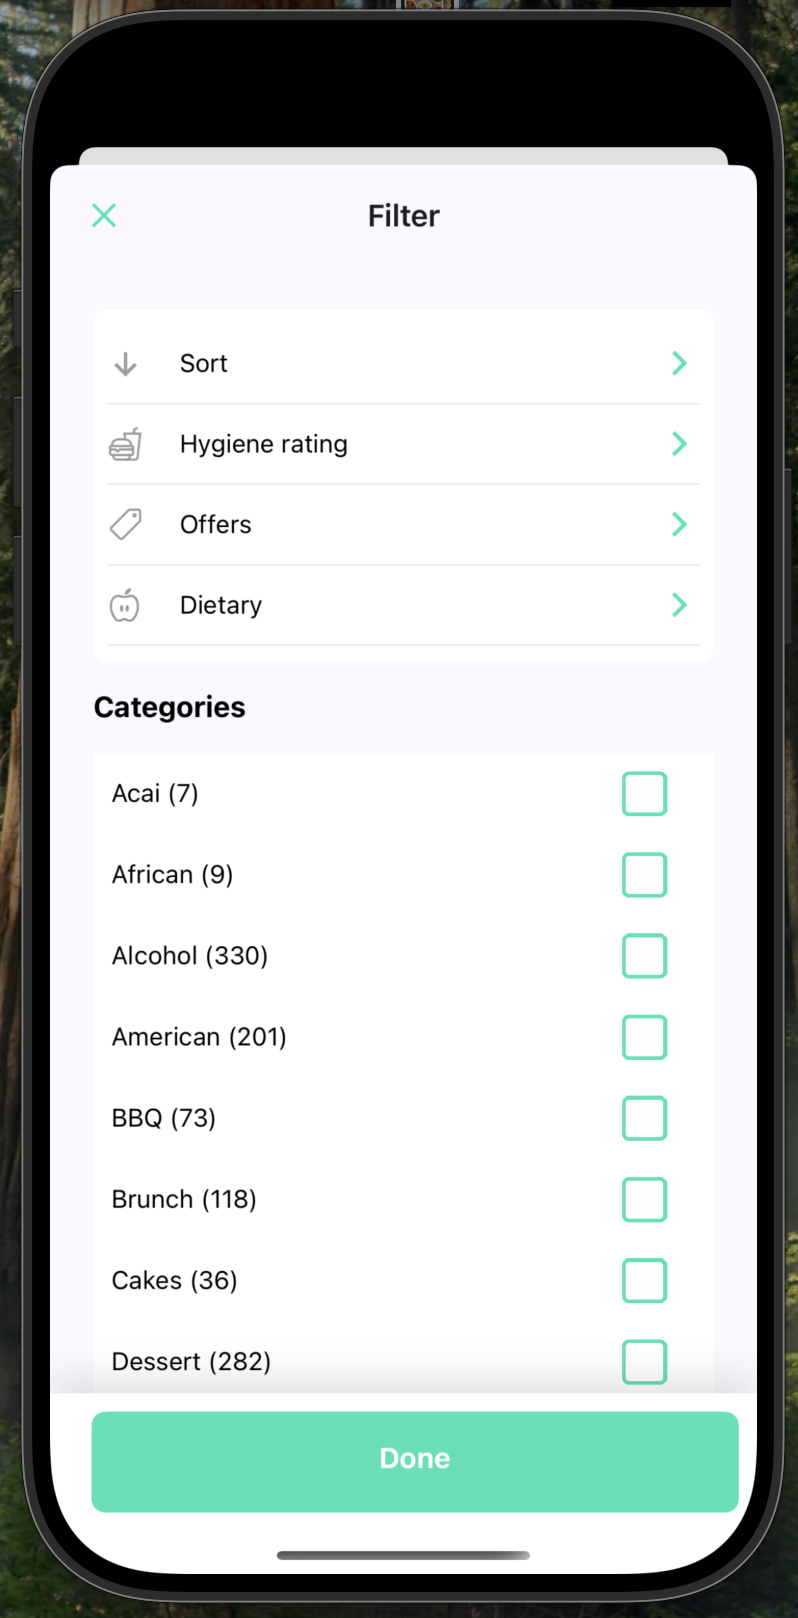 Filter
Sort
Hygiene rating
Offers
Dietary
Categories
Acai (7)
African (9)
Alcohol (330)
American (201)
BBQ (73)
Brunch (118)
Cakes (36)
Dessert (282)
Done